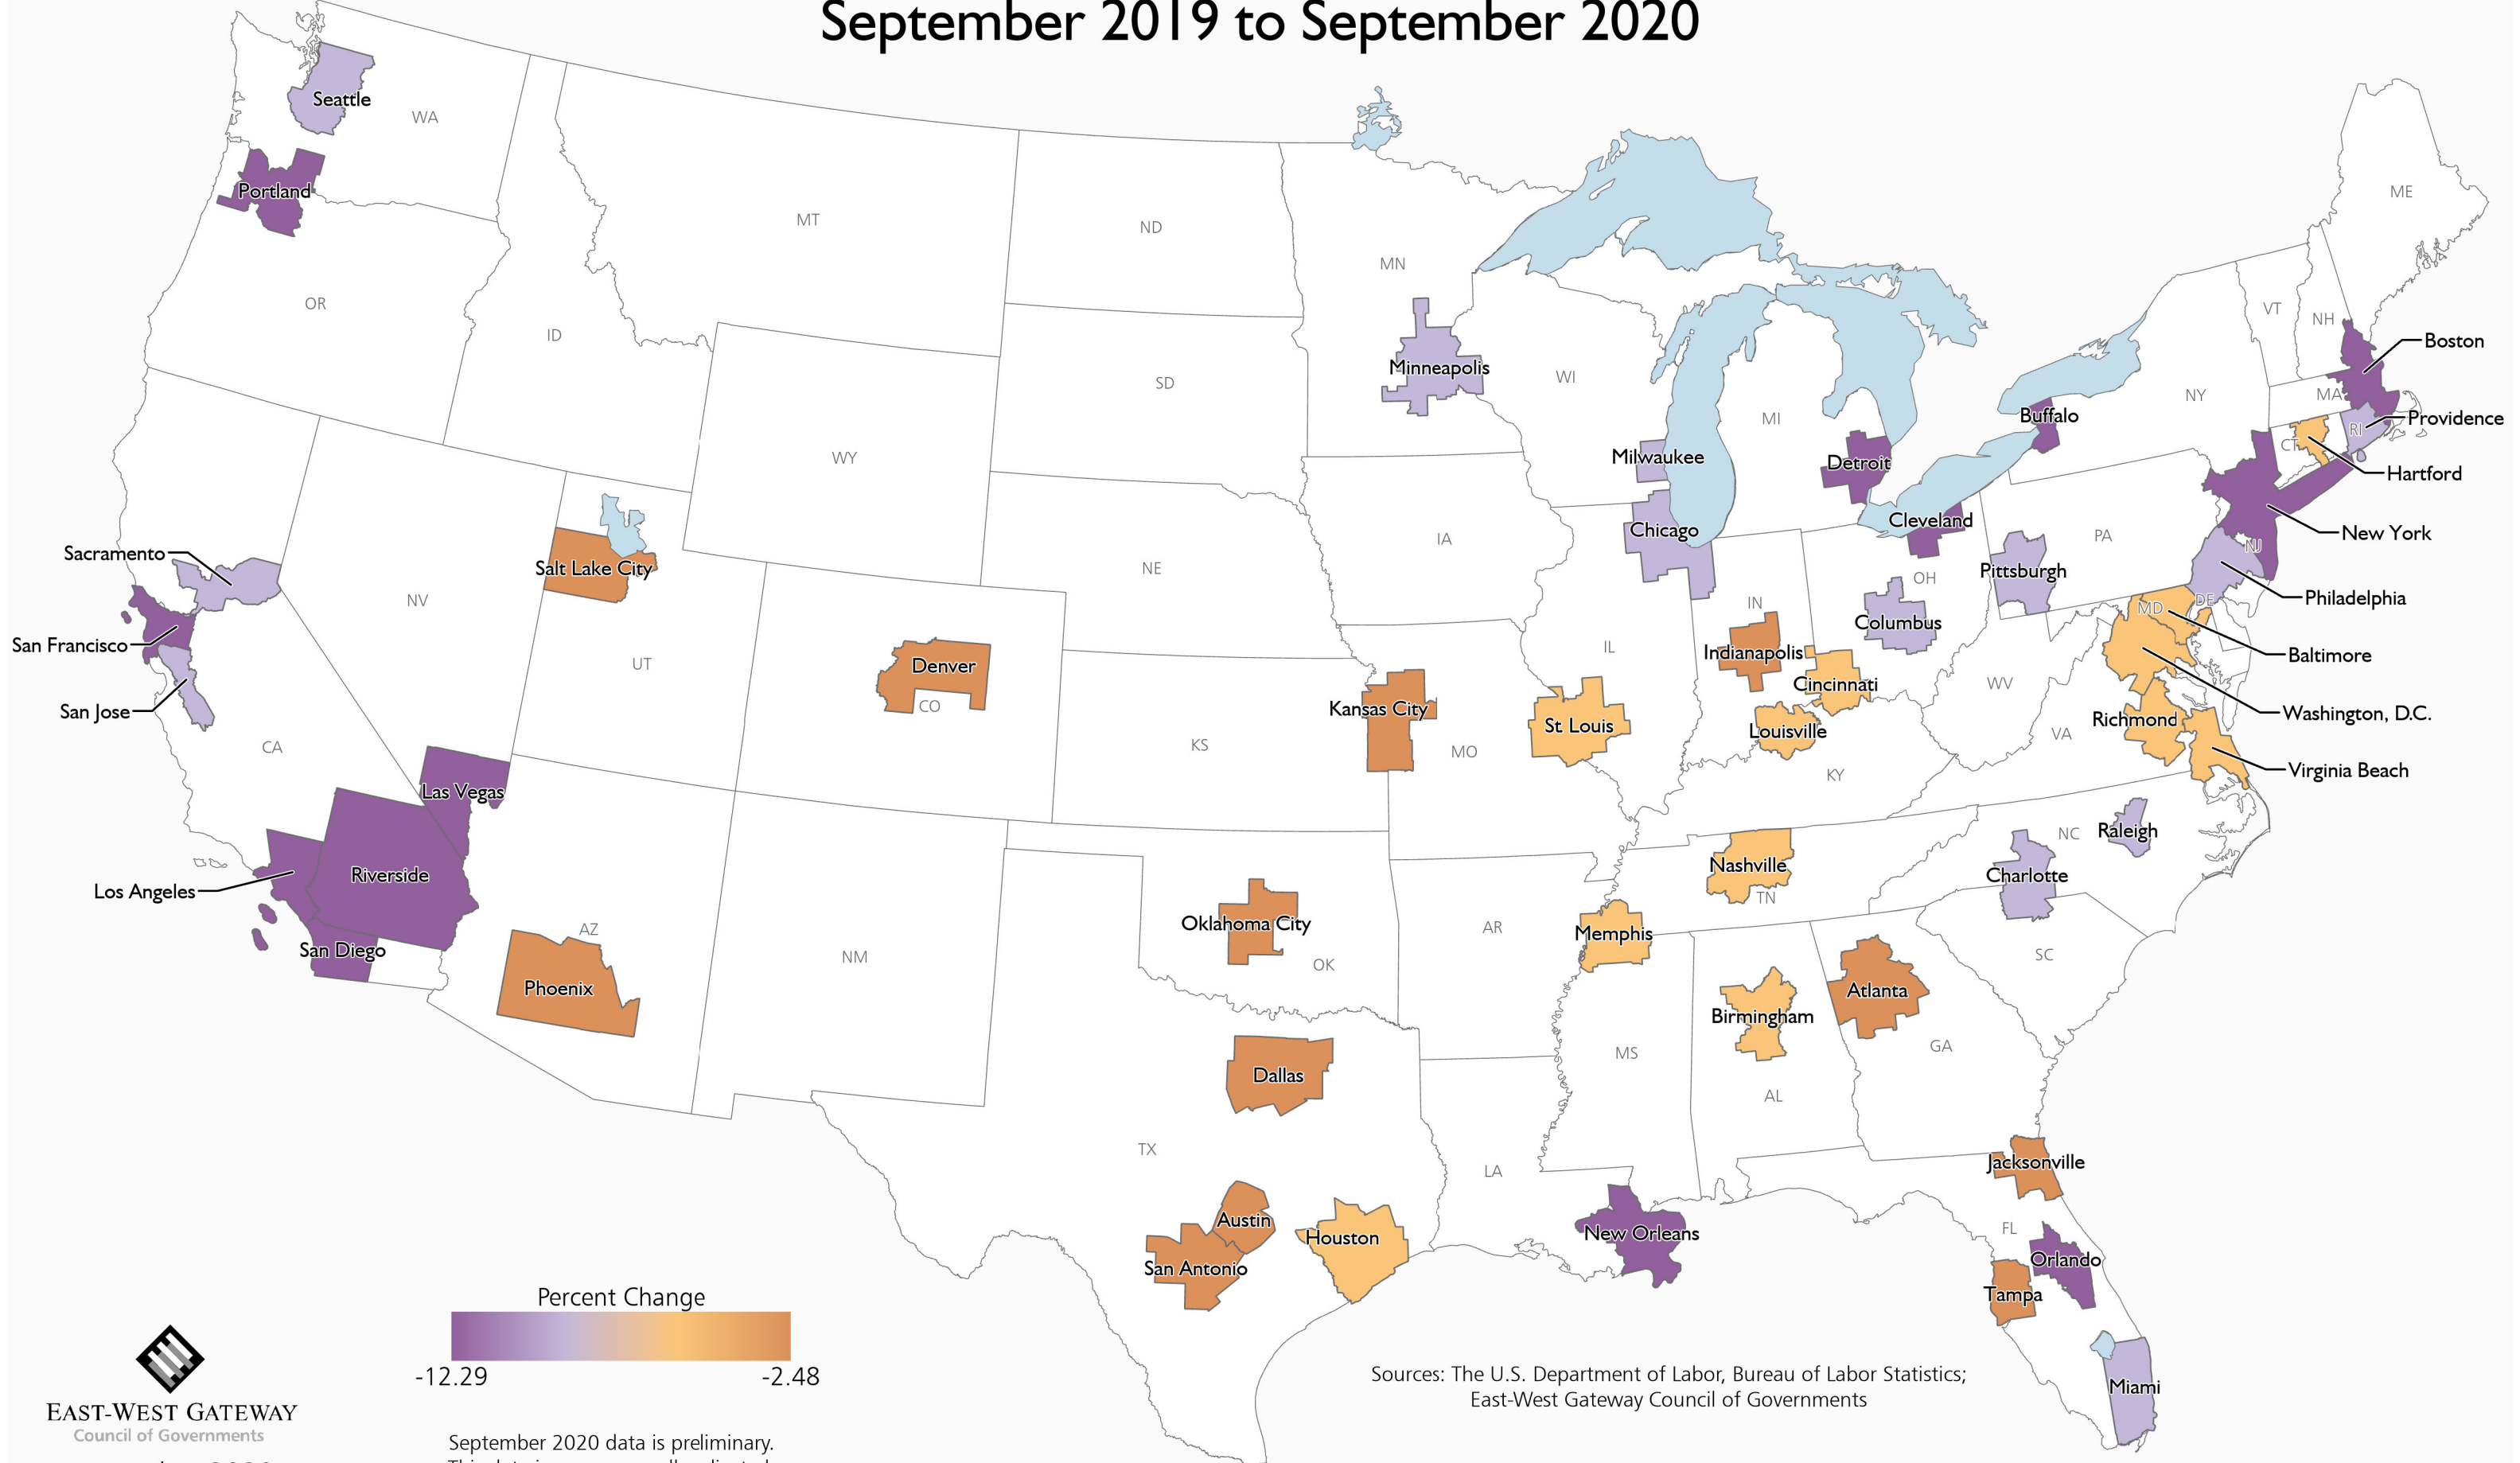 September 2019 to September 2020
Seattle
WA
Portland
OR
ID
MT
ND
MN
Minneapolis
SD
WI
MI
ME
VT
NH
Boston
MA
Providence
RI
CT
Hartford
NY
Buffalo
Detroit
Milwaukee
Chicago
Cleveland
New York
NJ
PA
Pittsburgh
Philadelphia
OH
Columbus
IN
Indianapolis
Cincinnati
Louisville
MD
DE
Baltimore
Washington, D.C.
WV
VA
Richmond
Virginia Beach
WY
NE
IA
IL
Sacramento
San Francisco
San Jose
CA
NV
Salt Lake City
UT
Denver
CO
KS
Kansas City
MO
St Louis
KY
Las Vegas
Riverside
Los Angeles
San Diego
AZ
Phoenix
NM
Oklahoma City
OK
AR
Nashville
TN
Memphis
NC
Raleigh
Charlotte
SC
Atlanta
GA
Birmingham
AL
MS
Dallas
TX
LA
Austin
San Antonio
Houston
New Orleans
Jacksonville
FL
Orlando
Tampa
Miami
Percent Change
-12.29
-2.48
EAST-WEST GATEWAY
Council of Governments
September 2020 data is preliminary.
Sources: The U.S. Department of Labor, Bureau of Labor Statistics;
East-West Gateway Council of Governments